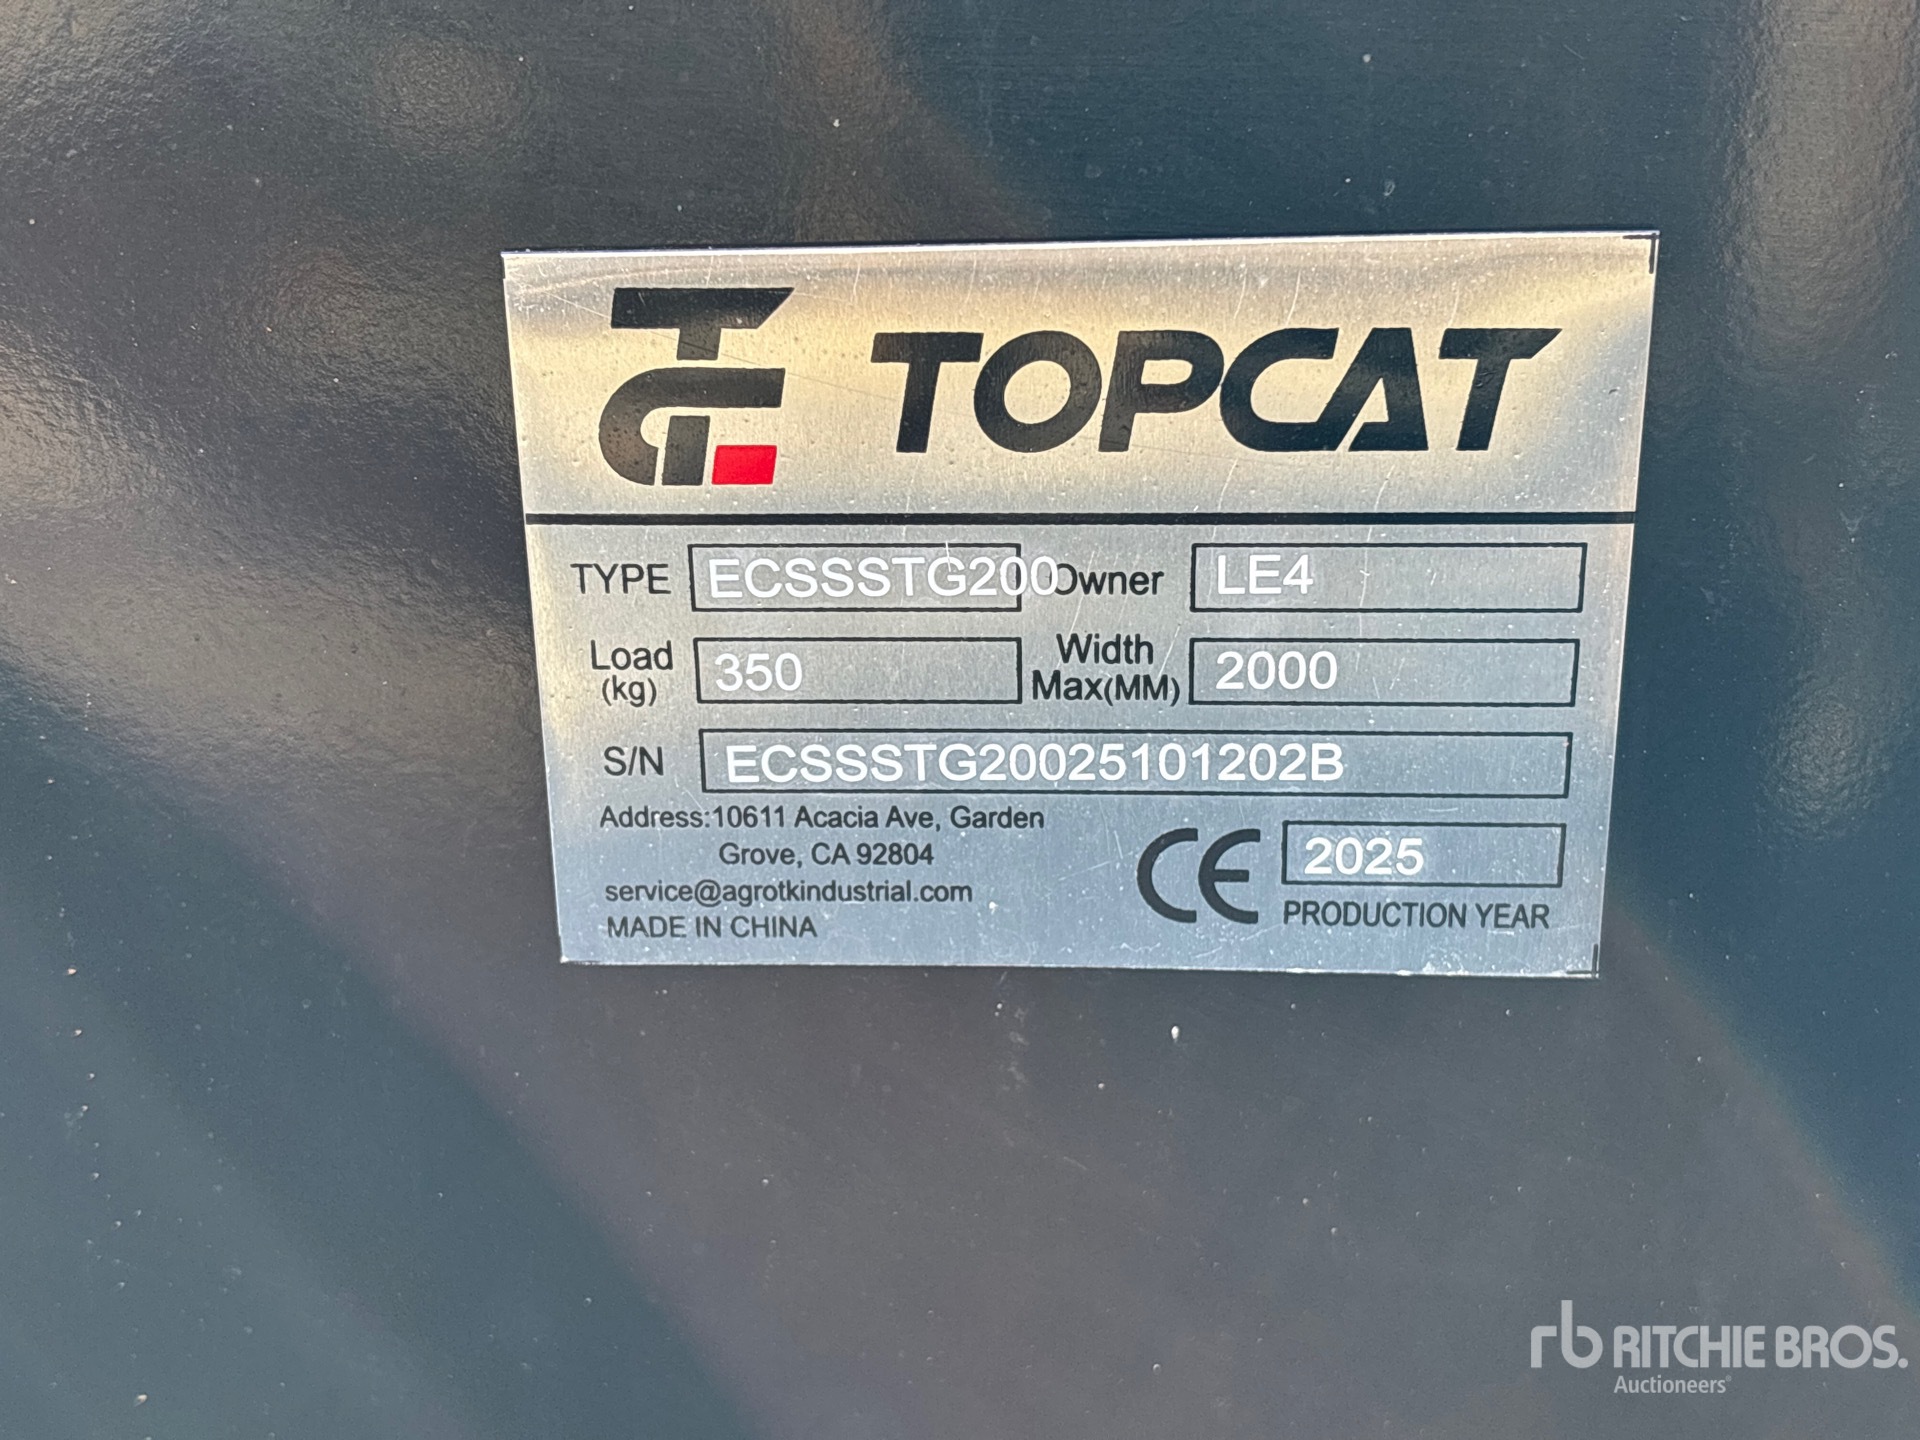 TOPCAT
TYPE ECSSSTG200 Owner LE4
Load (kg) 350 Width Max(MM) 2000
S/N ECSSSTG20025101202B
Address:10611 Acacia Ave, Garden
Grove, CA 92804
service@agrotkindustrial.com
MADE IN CHINA
CE 2025
PRODUCTION YEAR
rb RITCHIE BROS.
Auctioneers